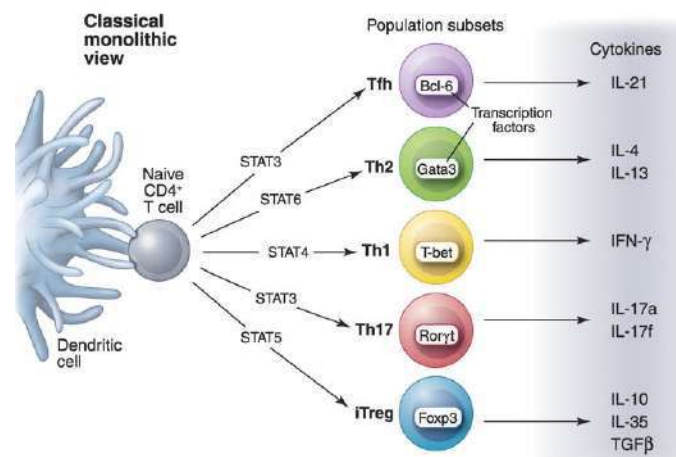 Classical
monolithic
view
Population subsets
Cytokines
Tfh
Bcl-6
IL-21
Transcription
factors
STAT3
Naive
CD4⁺
T cell
Th2
Gata3
IL-4
IL-13
STAT6
STAT4
Th1
T-bet
IFN-γ
STAT3
Th17
Rorγt
IL-17a
IL-17f
Dendritic
cell
STAT5
iTreg
Foxp3
IL-10
IL-35
TGFβ